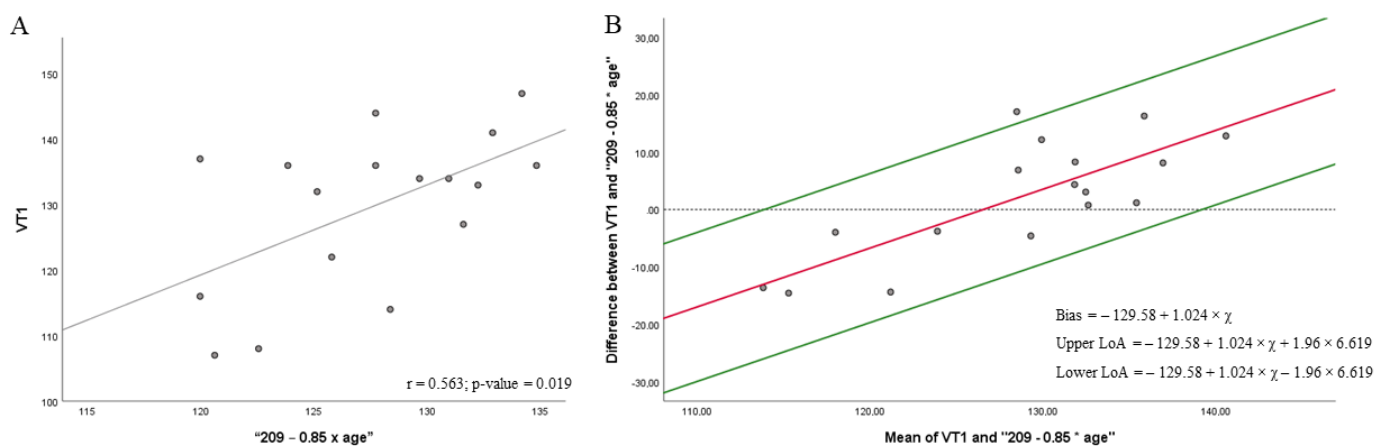 A
VT1
150
140
130
120
110
100
115
120
125
130
135
r = 0.563; p-value = 0.019
“209 – 0.85 x age”
B
Difference between VT1 and "209 - 0.85 * age"
30,00
20,00
10,00
,00
-10,00
-20,00
-30,00
110,00
120,00
130,00
140,00
Bias = – 129.58 + 1.024 × χ
Upper LoA = – 129.58 + 1.024 × χ + 1.96 × 6.619
Lower LoA = – 129.58 + 1.024 × χ – 1.96 × 6.619
Mean of VT1 and "209 - 0.85 * age"